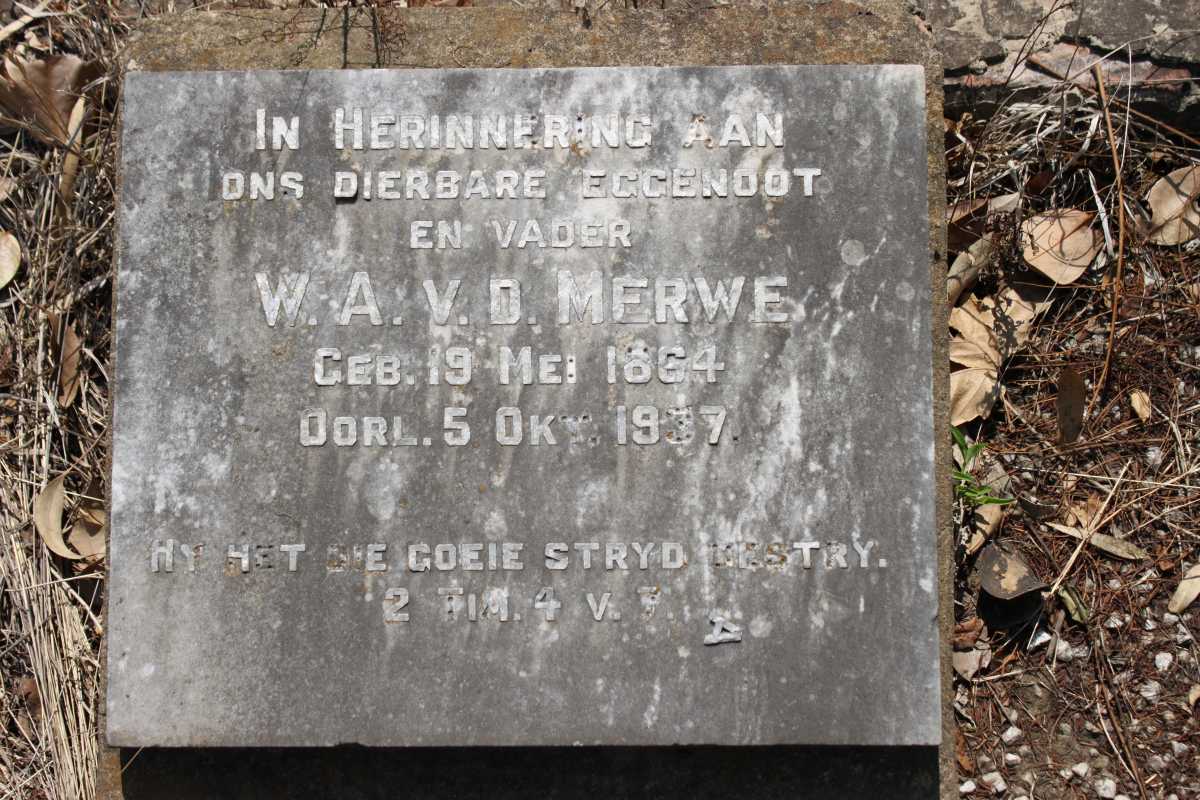 IN HERINNERING AAN
ONS DIERBARE EGGENOOT
EN VADER
W. A. V. D. MERWE
GEB. 19 MEI 1864
OORL. 5 OKT. 1937.
HY HET DIE GOEIE STRYD BESTRY.
2 TIM. 4 V. 7.